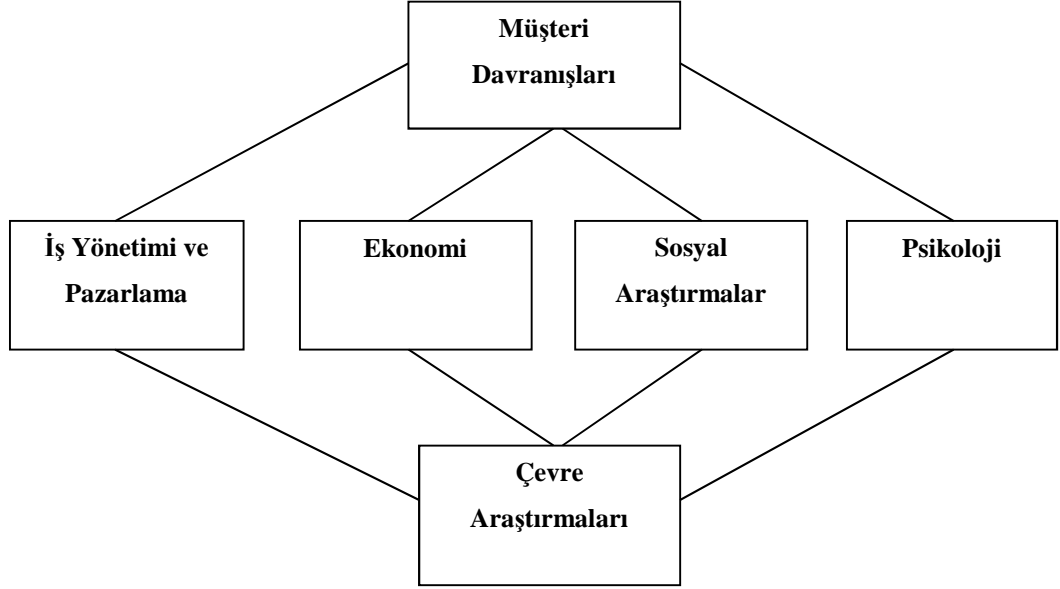 Müşteri
Davranışları
İş Yönetimi ve
Pazarlama
Ekonomi
Sosyal
Araştırmalar
Psikoloji
Çevre
Araştırmaları